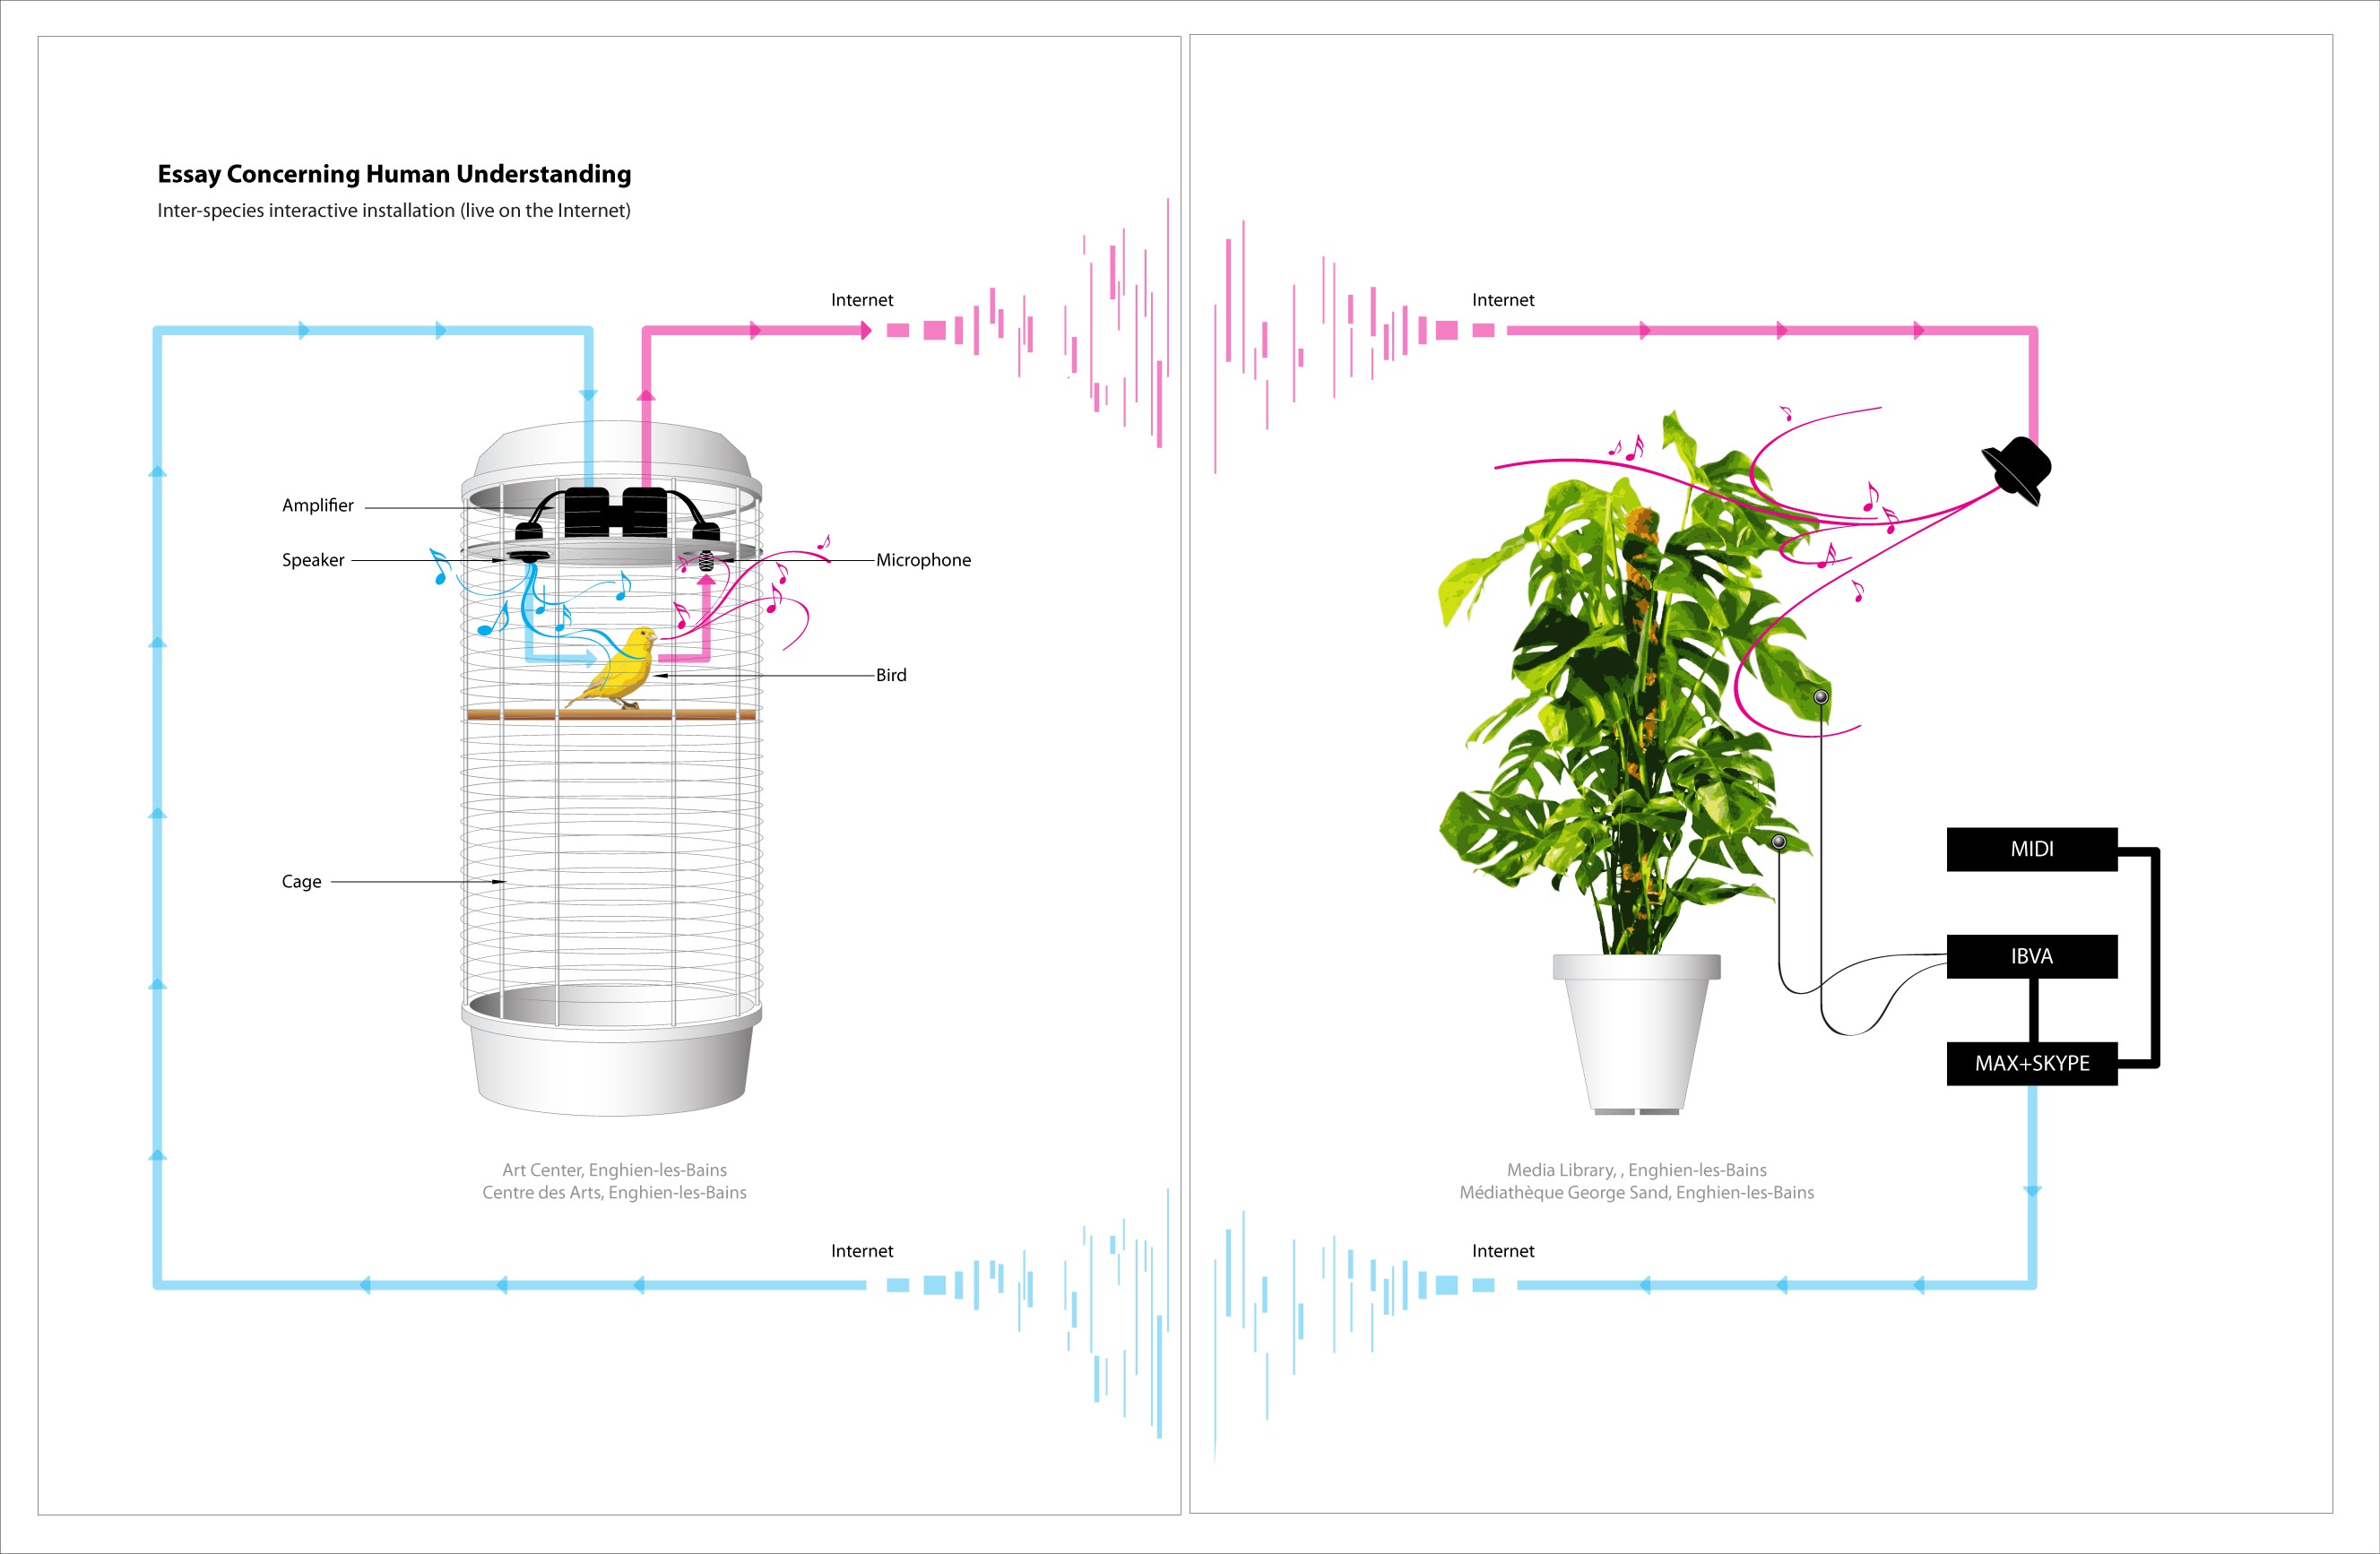 Essay Concerning Human Understanding
Inter-species interactive installation (live on the Internet)
Internet
Amplifier
Speaker
Microphone
Bird
Cage
Art Center, Enghien-les-Bains
Centre des Arts, Enghien-les-Bains
Internet
Internet
MIDI
IBVA
MAX+SKYPE
Media Library, , Enghien-les-Bains
Médiathèque George Sand, Enghien-les-Bains
Internet